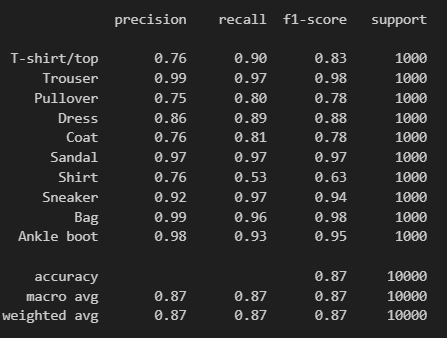 precision recall f1-score support
T-shirt/top 0.76 0.90 0.83 1000
Trouser 0.99 0.97 0.98 1000
Pullover 0.75 0.80 0.78 1000
Dress 0.86 0.89 0.88 1000
Coat 0.76 0.81 0.78 1000
Sandal 0.97 0.97 0.97 1000
Shirt 0.76 0.53 0.63 1000
Sneaker 0.92 0.97 0.94 1000
Bag 0.99 0.96 0.98 1000
Ankle boot 0.98 0.93 0.95 1000
accuracy 0.87 10000
macro avg 0.87 0.87 0.87 10000
weighted avg 0.87 0.87 0.87 10000